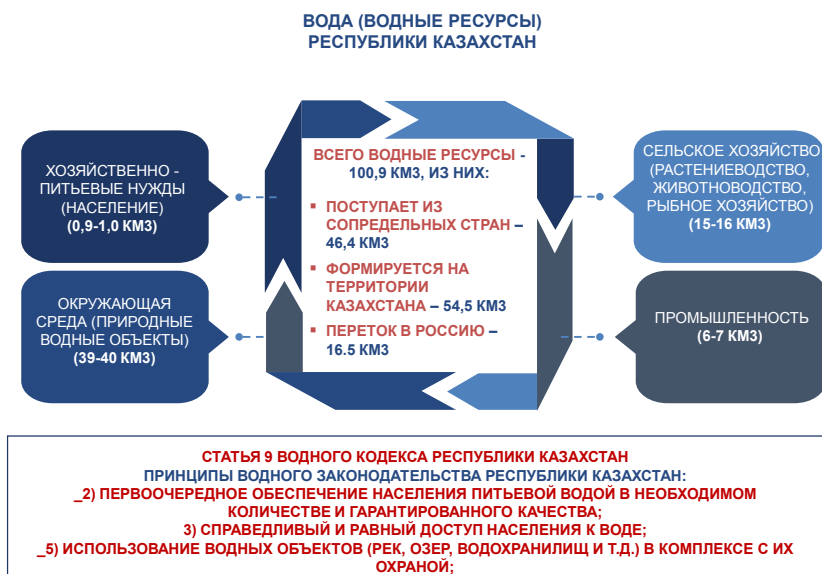 ВОДА (ВОДНЫЕ РЕСУРСЫ)
РЕСПУБЛИКИ КАЗАХСТАН
ХОЗЯЙСТВЕННО -
ПИТЬЕВЫЕ НУЖДЫ
(НАСЕЛЕНИЕ)
(0,9-1,0 КМ3)
ОКРУЖАЮЩАЯ
СРЕДА (ПРИРОДНЫЕ
ВОДНЫЕ ОБЪЕКТЫ)
(39-40 КМ3)
ВСЕГО ВОДНЫЕ РЕСУРСЫ -
100,9 КМ3, ИЗ НИХ:
▪ ПОСТУПАЕТ ИЗ
СОПРЕДЕЛЬНЫХ СТРАН –
46,4 КМ3
▪ ФОРМИРУЕТСЯ НА
ТЕРРИТОРИИ
КАЗАХСТАНА – 54,5 КМ3
▪ ПЕРЕТОК В РОССИЮ –
16.5 КМ3
СЕЛЬСКОЕ ХОЗЯЙСТВО
(РАСТЕНИЕВОДСТВО,
ЖИВОТНОВОДСТВО,
РЫБНОЕ ХОЗЯЙСТВО)
(15-16 КМ3)
ПРОМЫШЛЕННОСТЬ
(6-7 КМ3)
СТАТЬЯ 9 ВОДНОГО КОДЕКСА РЕСПУБЛИКИ КАЗАХСТАН
ПРИНЦИПЫ ВОДНОГО ЗАКОНОДАТЕЛЬСТВА РЕСПУБЛИКИ КАЗАХСТАН:
_2) ПЕРВООЧЕРЕДНОЕ ОБЕСПЕЧЕНИЕ НАСЕЛЕНИЯ ПИТЬЕВОЙ ВОДОЙ В НЕОБХОДИМОМ
КОЛИЧЕСТВЕ И ГАРАНТИРОВАННОГО КАЧЕСТВА;
3) СПРАВЕДЛИВЫЙ И РАВНЫЙ ДОСТУП НАСЕЛЕНИЯ К ВОДЕ;
_5) ИСПОЛЬЗОВАНИЕ ВОДНЫХ ОБЪЕКТОВ (РЕК, ОЗЕР, ВОДОХРАНИЛИЩ И Т.Д.) В КОМПЛЕКСЕ С ИХ
ОХРАНОЙ;